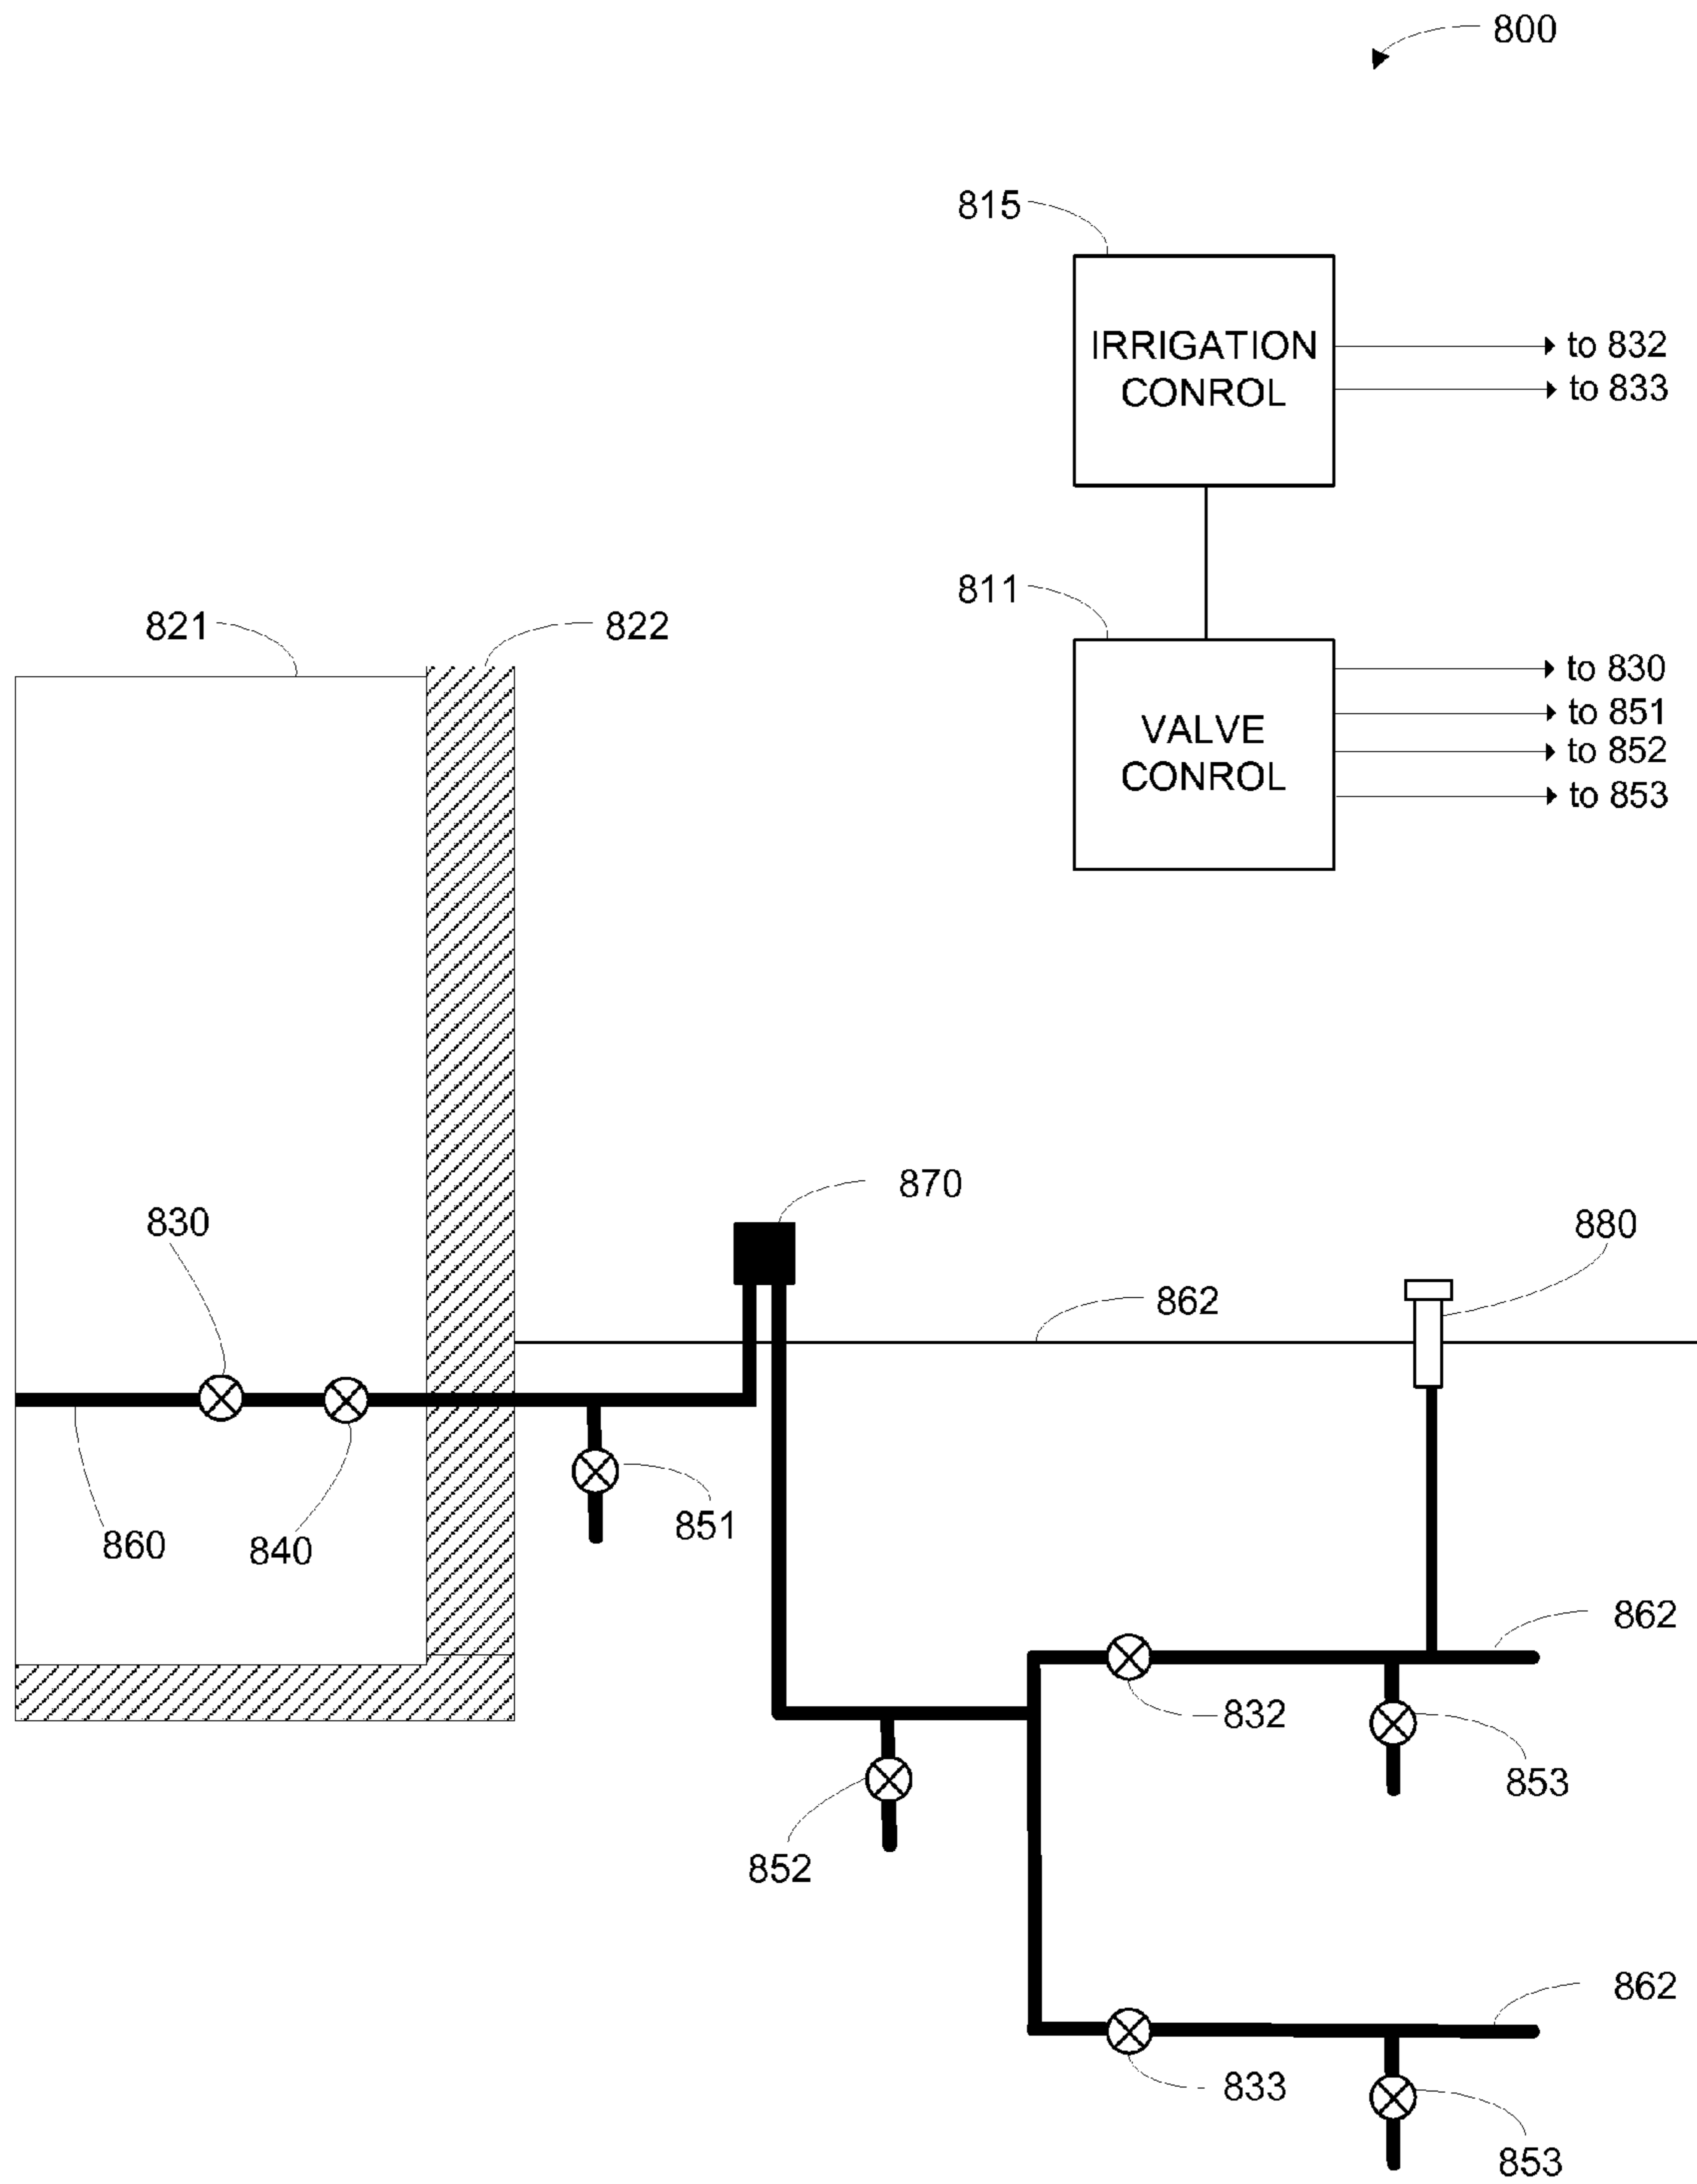 800
815
IRRIGATION
CONROL
to 832
to 833
811
VALVE
CONROL
to 830
to 851
to 852
to 853
821
822
870
830
880
862
860
840
851
862
832
853
852
862
833
853